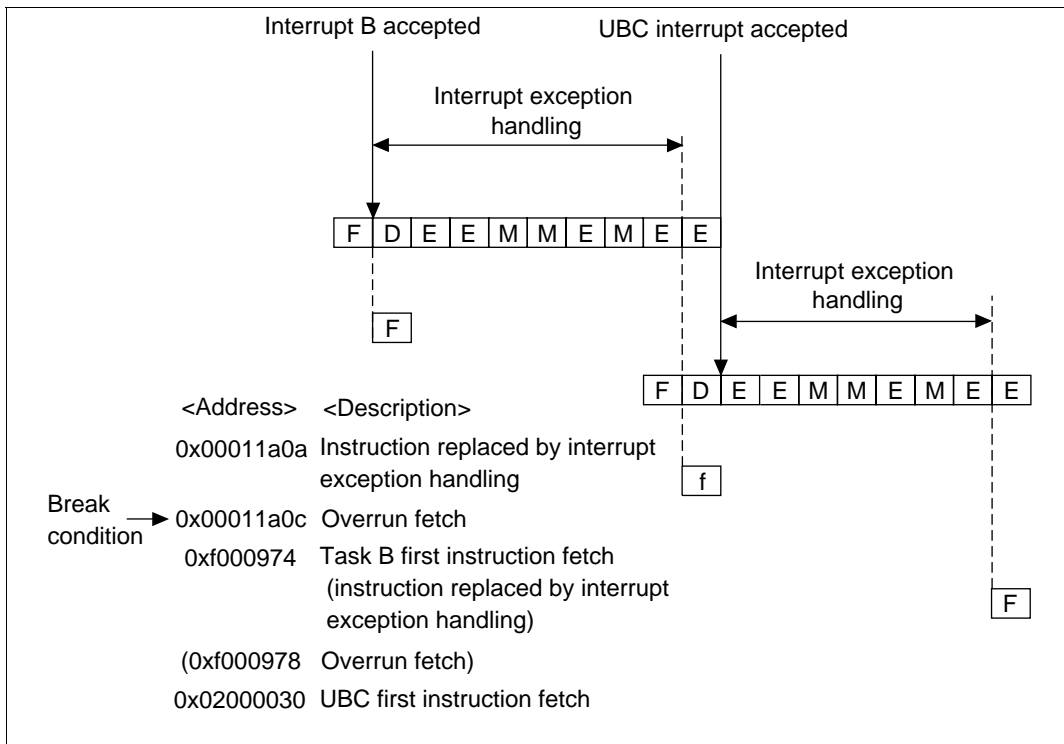 Interrupt B accepted
UBC interrupt accepted
Interrupt exception
handling
F D E E M M E M E E
Interrupt exception
handling
F
F D E E M M E M E E
<Address> <Description>
0x00011a0a Instruction replaced by interrupt
exception handling
f
Break
condition
0x00011a0c Overrun fetch
0xf000974 Task B first instruction fetch
(instruction replaced by interrupt
exception handling)
F
(0xf000978 Overrun fetch)
0x02000030 UBC first instruction fetch